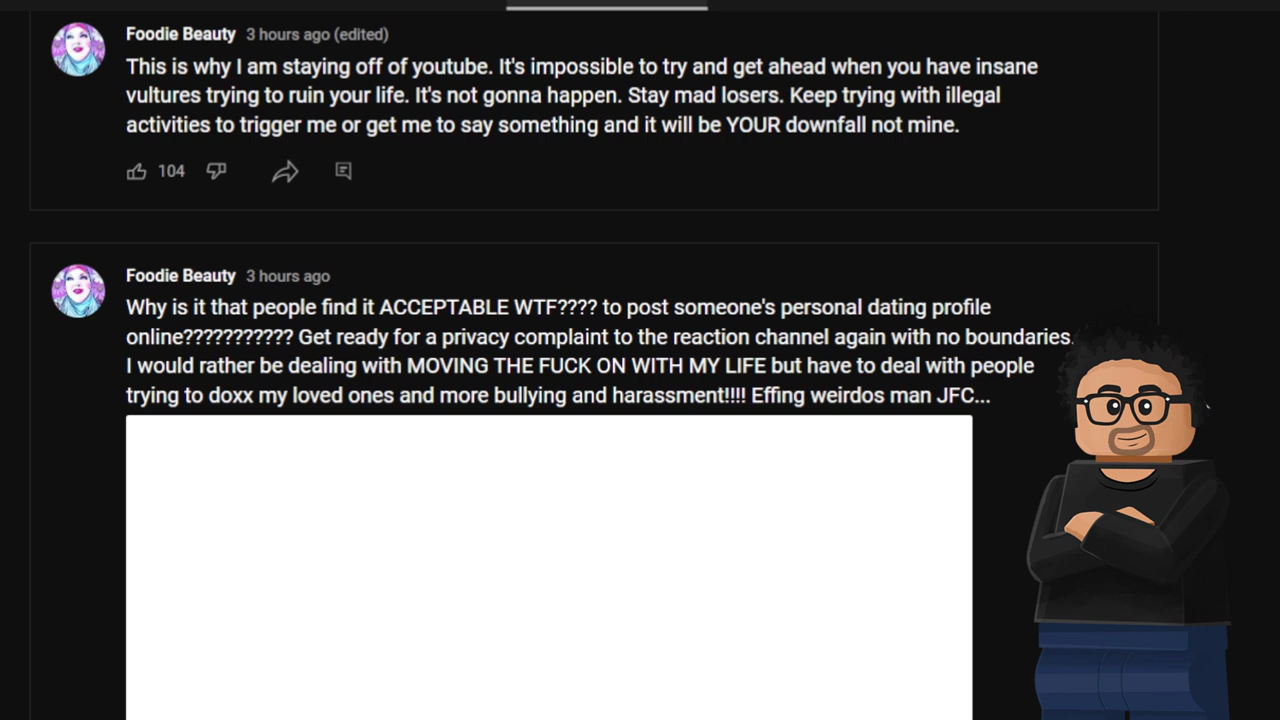 Foodie Beauty 3 hours ago (edited)
This is why I am staying off of youtube. It's impossible to try and get ahead when you have insane
vultures trying to ruin your life. It's not gonna happen. Stay mad losers. Keep trying with illegal
activities to trigger me or get me to say something and it will be YOUR downfall not mine.
104
Foodie Beauty 3 hours ago
Why is it that people find it ACCEPTABLE WTF???? to post someone's personal dating profile
online??????????? Get ready for a privacy complaint to the reaction channel again with no boundaries.
I would rather be dealing with MOVING THE FUCK ON WITH MY LIFE but have to deal with people
trying to doxx my loved ones and more bullying and harassment!!!! Effing weirdos man JFC...